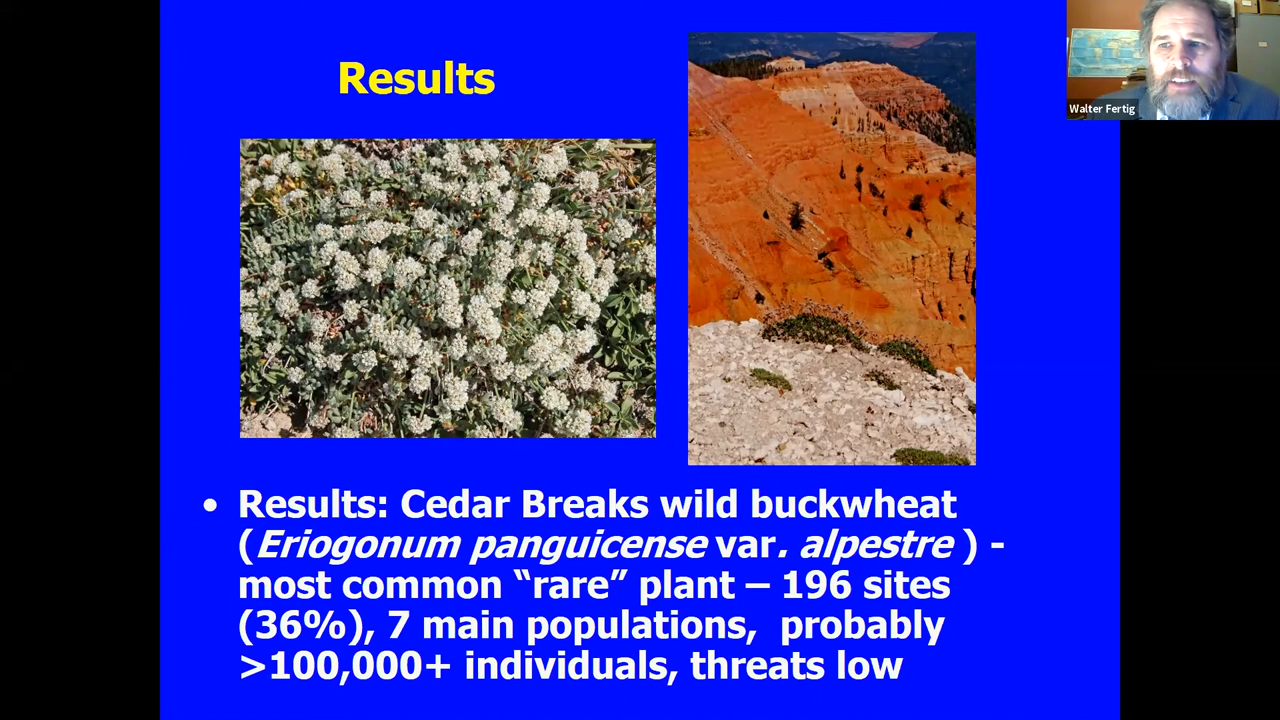 Results
Walter Fertig
• Results: Cedar Breaks wild buckwheat
(Eriogonum panguicense var. alpestre ) -
most common “rare” plant – 196 sites
(36%), 7 main populations,  probably
>100,000+ individuals, threats low